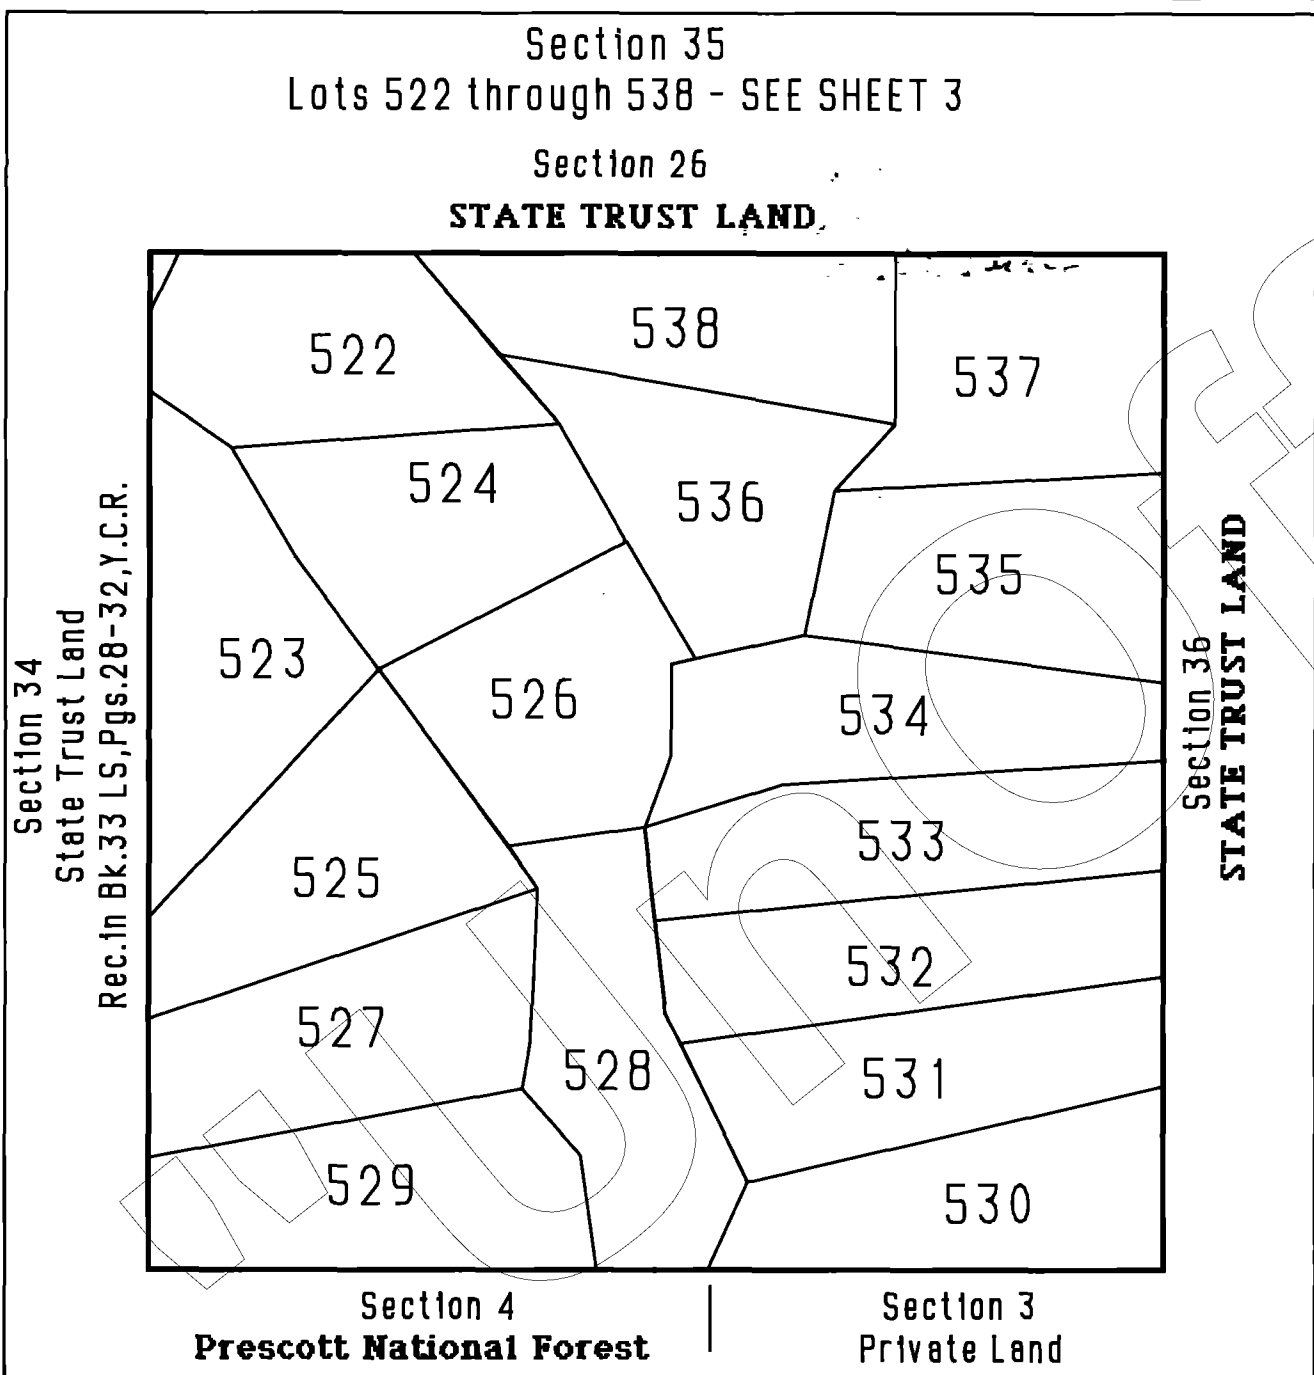 Section 35
Lots 522 through 538 - SEE SHEET 3
Section 26
STATE TRUST LAND
522
538
537
524
536
535
523
526
534
533
525
532
527
528
531
529
530
Section 34
State Trust Land
Rec.in Bk.33 LS,Pgs.28-32,Y.C.R.
Section 36
STATE TRUST LAND
Section 4
Prescott National Forest
Section 3
Private Land